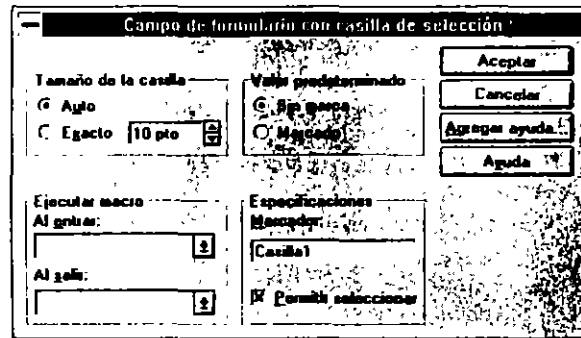 Campo de formulario con casilla de selección
Tamaño de la casilla
Auto
Exacto 10 pto
Valor predeterminado
Sin marca
Marcado
Aceptar
Cancelar
Agregar ayuda...
Ayuda
Ejecutar macro
Al entrar:
Al salir:
Especificaciones
Marcador:
Casilla1
Permitir seleccionar